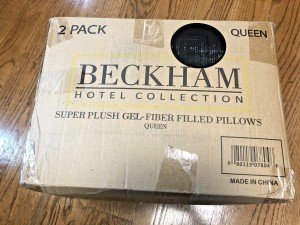 2 PACK
QUEEN
BECKHAM
HOTEL COLLECTION
SUPER PLUSH GEL-FIBER FILLED PILLOWS
QUEEN
MADE IN CHINA